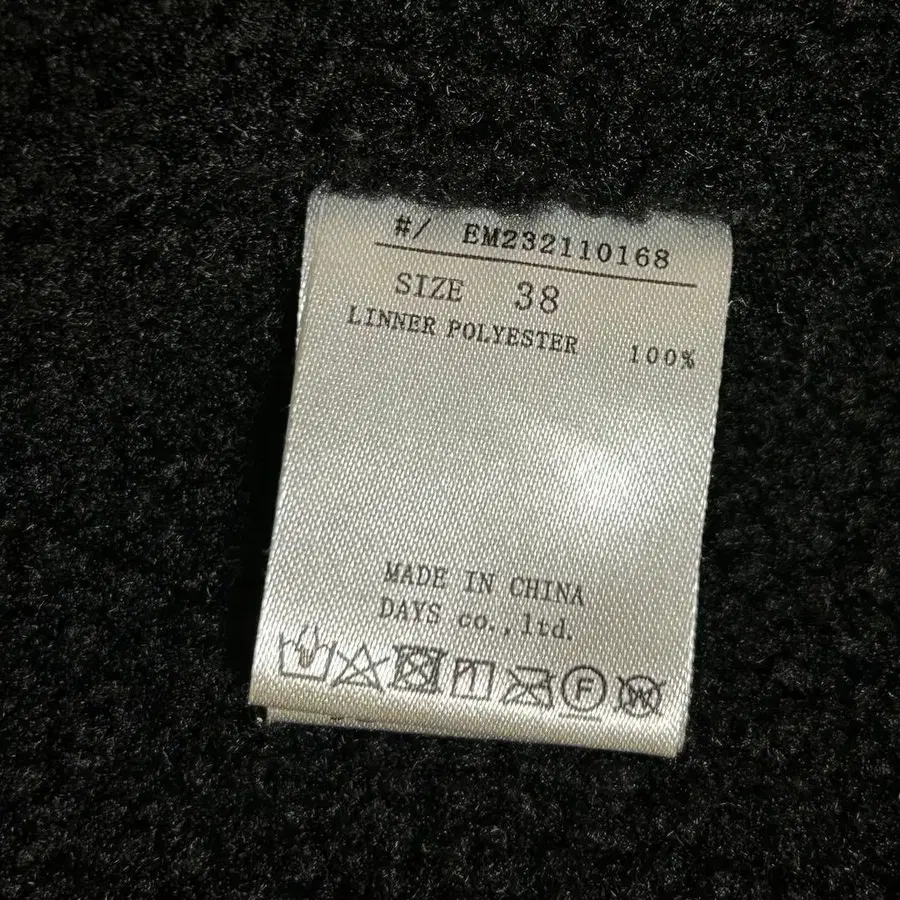 #/ EM232110168
SIZE 38
LINNER POLYESTER 100%
MADE IN CHINA
DAYS co.,ltd.
F
W